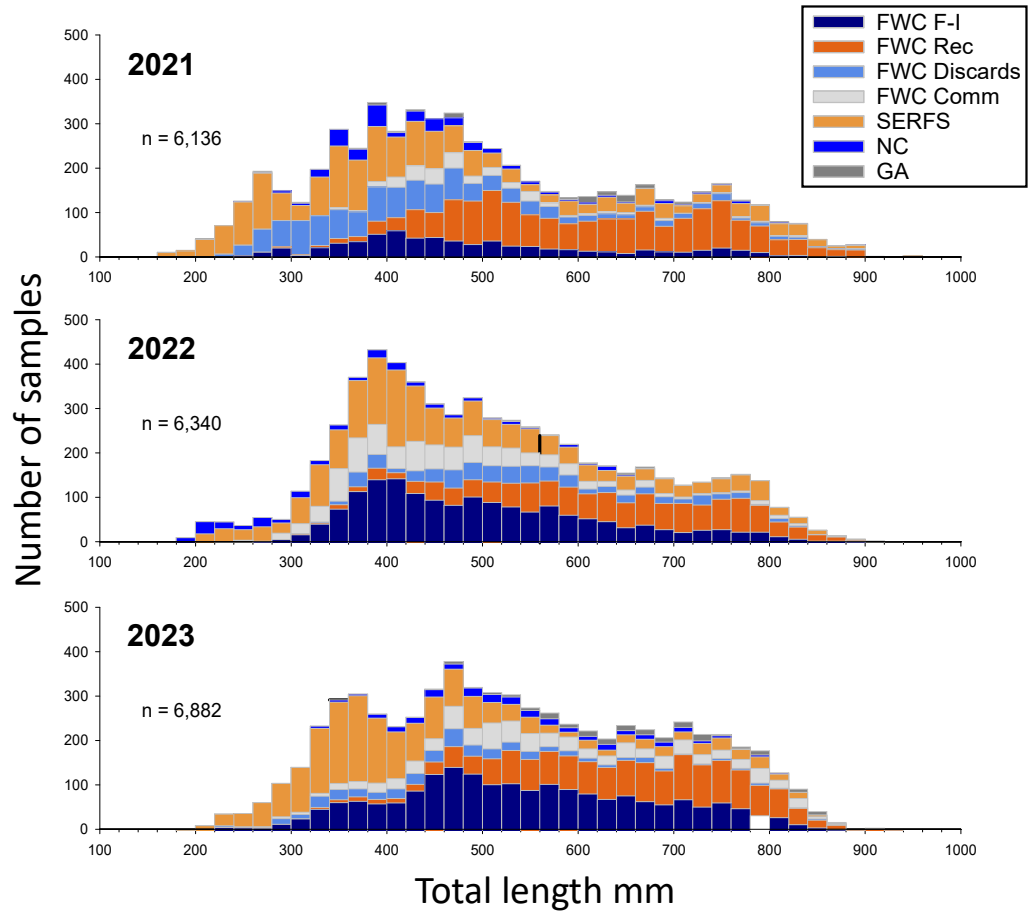 FWC F-I
FWC Rec
FWC Discards
FWC Comm
SERFS
NC
GA
Number of samples
2021
n = 6,136
500
400
300
200
100
0
100 200 300 400 500 600 700 800 900 1000
2022
n = 6,340
500
400
300
200
100
0
100 200 300 400 500 600 700 800 900 1000
2023
n = 6,882
500
400
300
200
100
0
100 200 300 400 500 600 700 800 900 1000
Total length mm